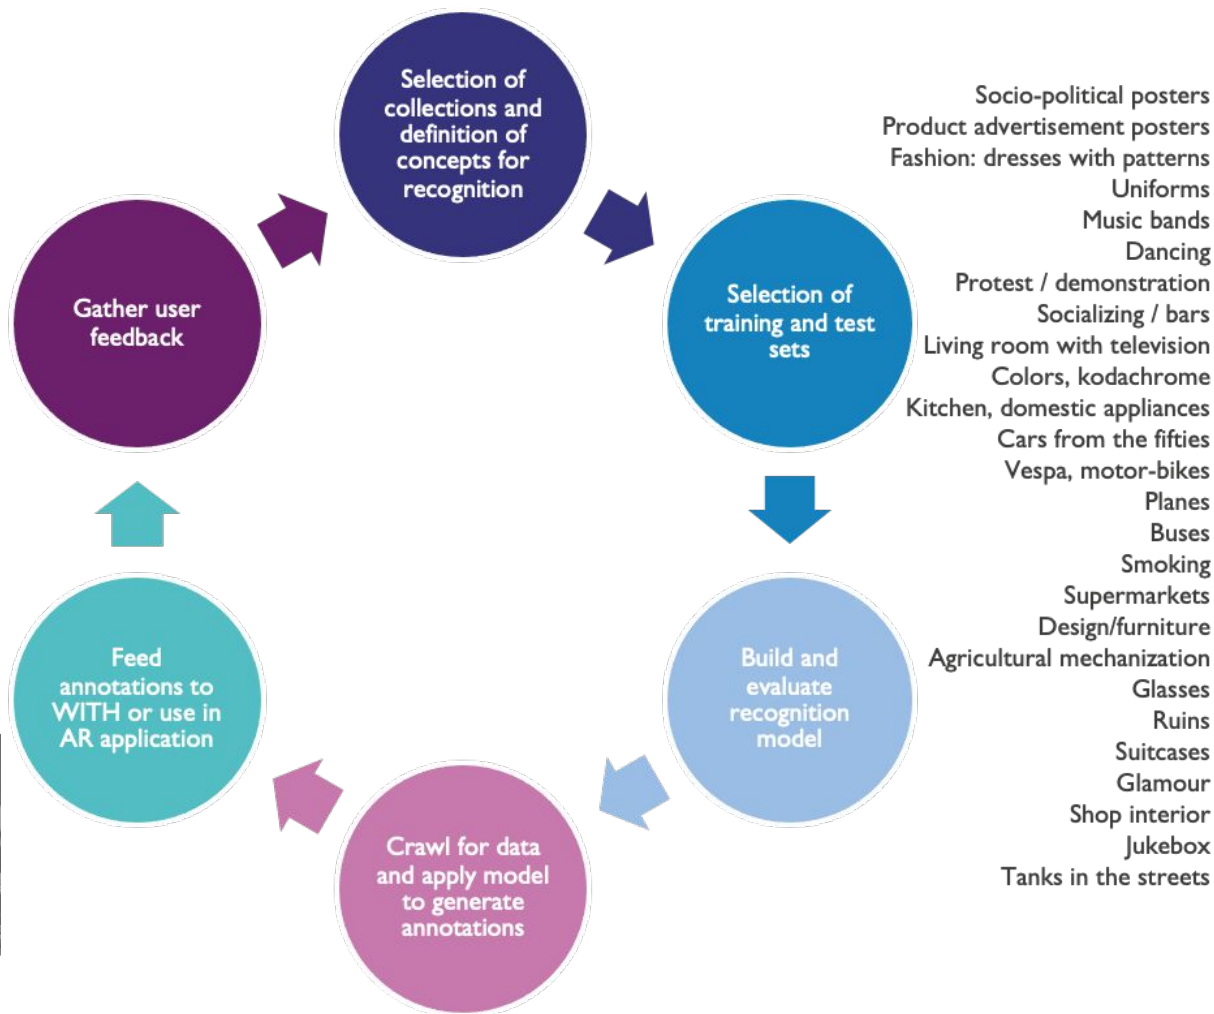 Selection of
collections and
definition of
concepts for
recognition
Selection of
training and test
sets
Build and
evaluate
recognition
model
Crawl for data
and apply model
to generate
annotations
Feed
annotations to
WITH or use in
AR application
Gather user
feedback
Socio-political posters
Product advertisement posters
Fashion: dresses with patterns
Uniforms
Music bands
Dancing
Protest / demonstration
Socializing / bars
Living room with television
Colors, kodachrome
Kitchen, domestic appliances
Cars from the fifties
Vespa, motor-bikes
Planes
Buses
Smoking
Supermarkets
Design/furniture
Agricultural mechanization
Glasses
Ruins
Suitcases
Glamour
Shop interior
Jukebox
Tanks in the streets